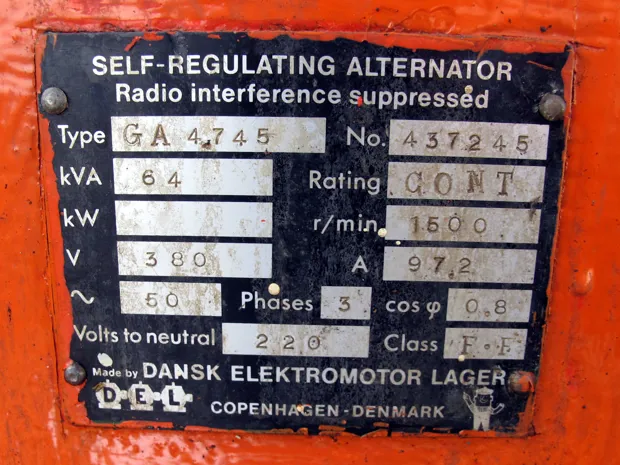 SELF-REGULATING ALTERNATOR
Radio interference suppressed
Type GA 4745 No. 437245
kVA 64 Rating CONT
kW r/min 1500
V 380 A 97.2
~ 50 Phases 3 cos φ 0.8
Volts to neutral 220 Class F·F
Made by DANSK ELEKTROMOTOR LAGER
D·E·L
COPENHAGEN-DENMARK